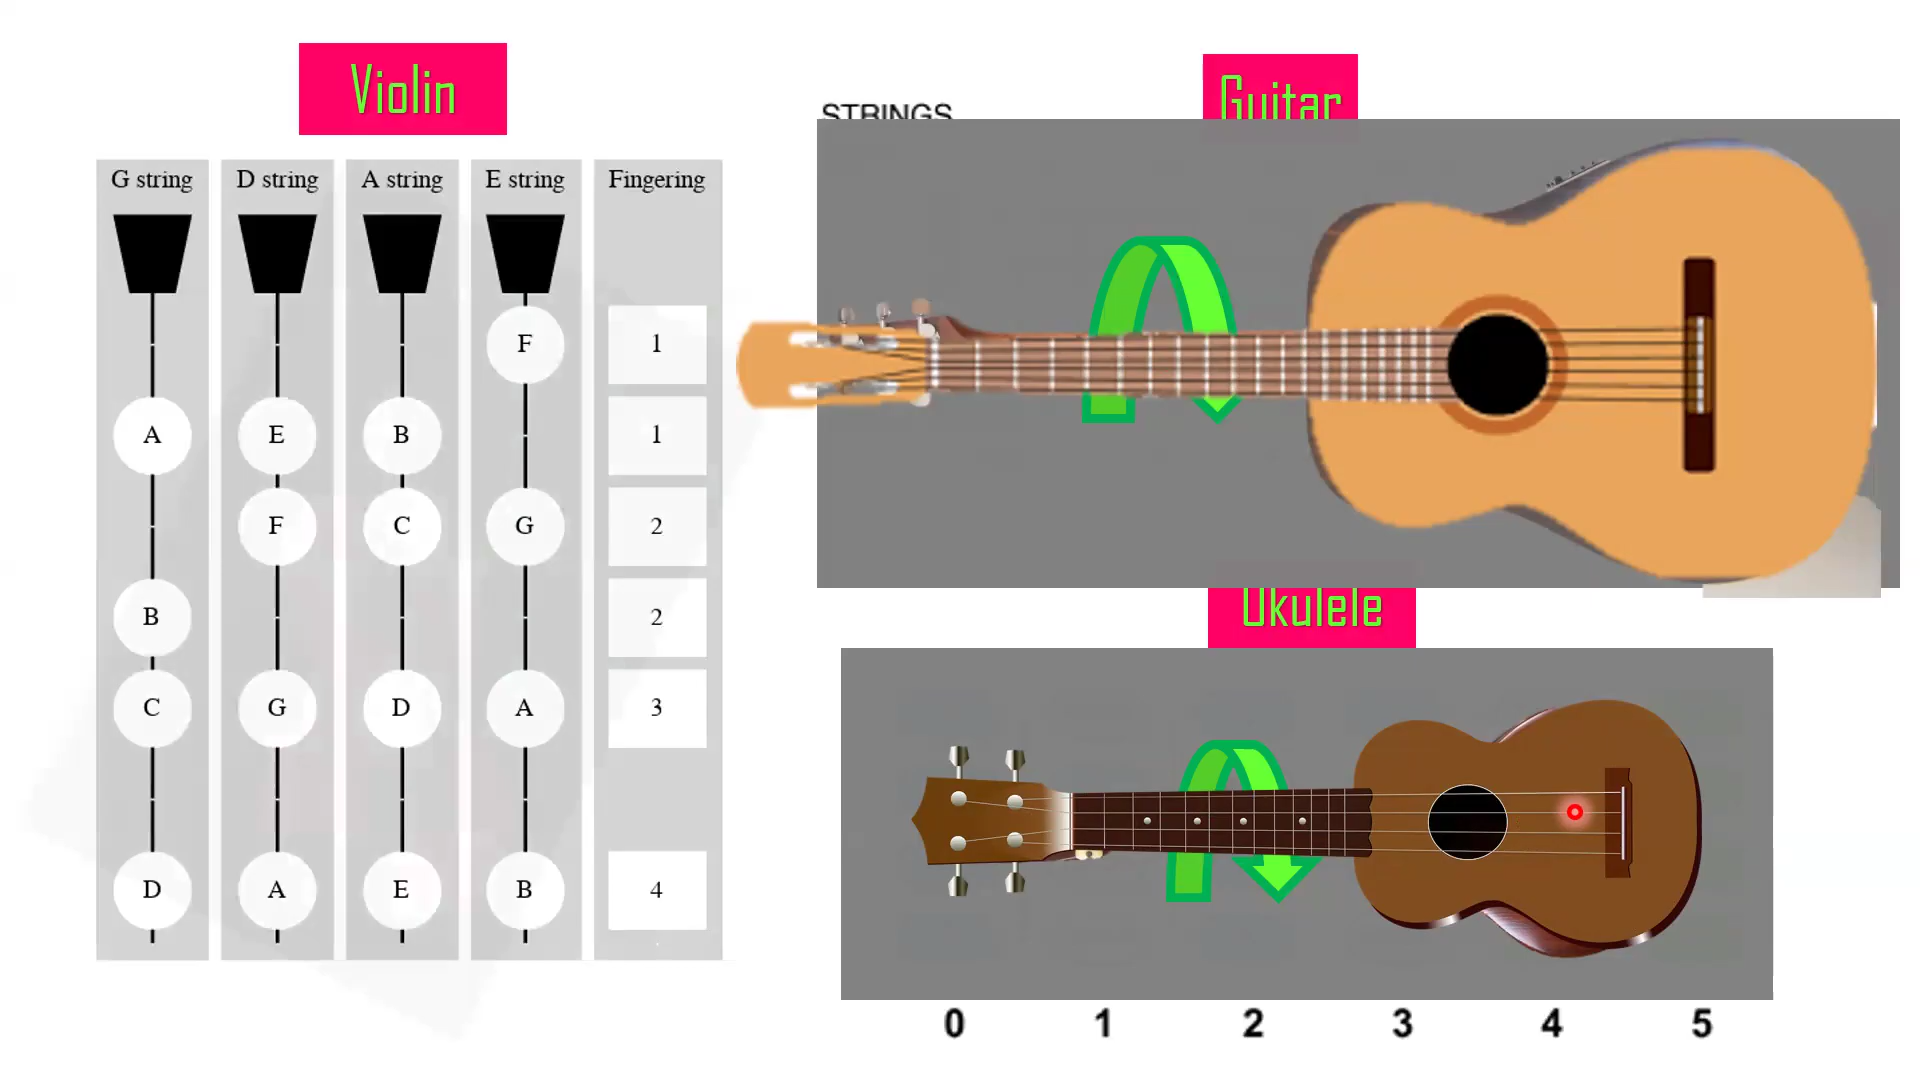 Violin
G string D string A string E string Fingering
F 1
A E B 1
F C G 2
B 2
C G D A 3
D A E B 4
Guitar
STRINGS
Ukulele
0 1 2 3 4 5